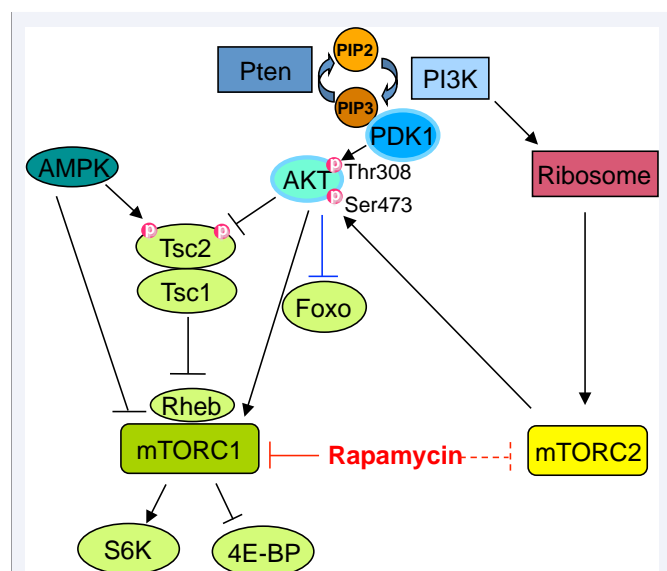 PIP2
Pten
PI3K
PIP3
PDK1
AMPK
Thr308
Ribosome
AKT
p
p
Ser473
p
p
Tsc2
Tsc1
Foxo
Rheb
mTORC1
Rapamycin
mTORC2
S6K
4E-BP